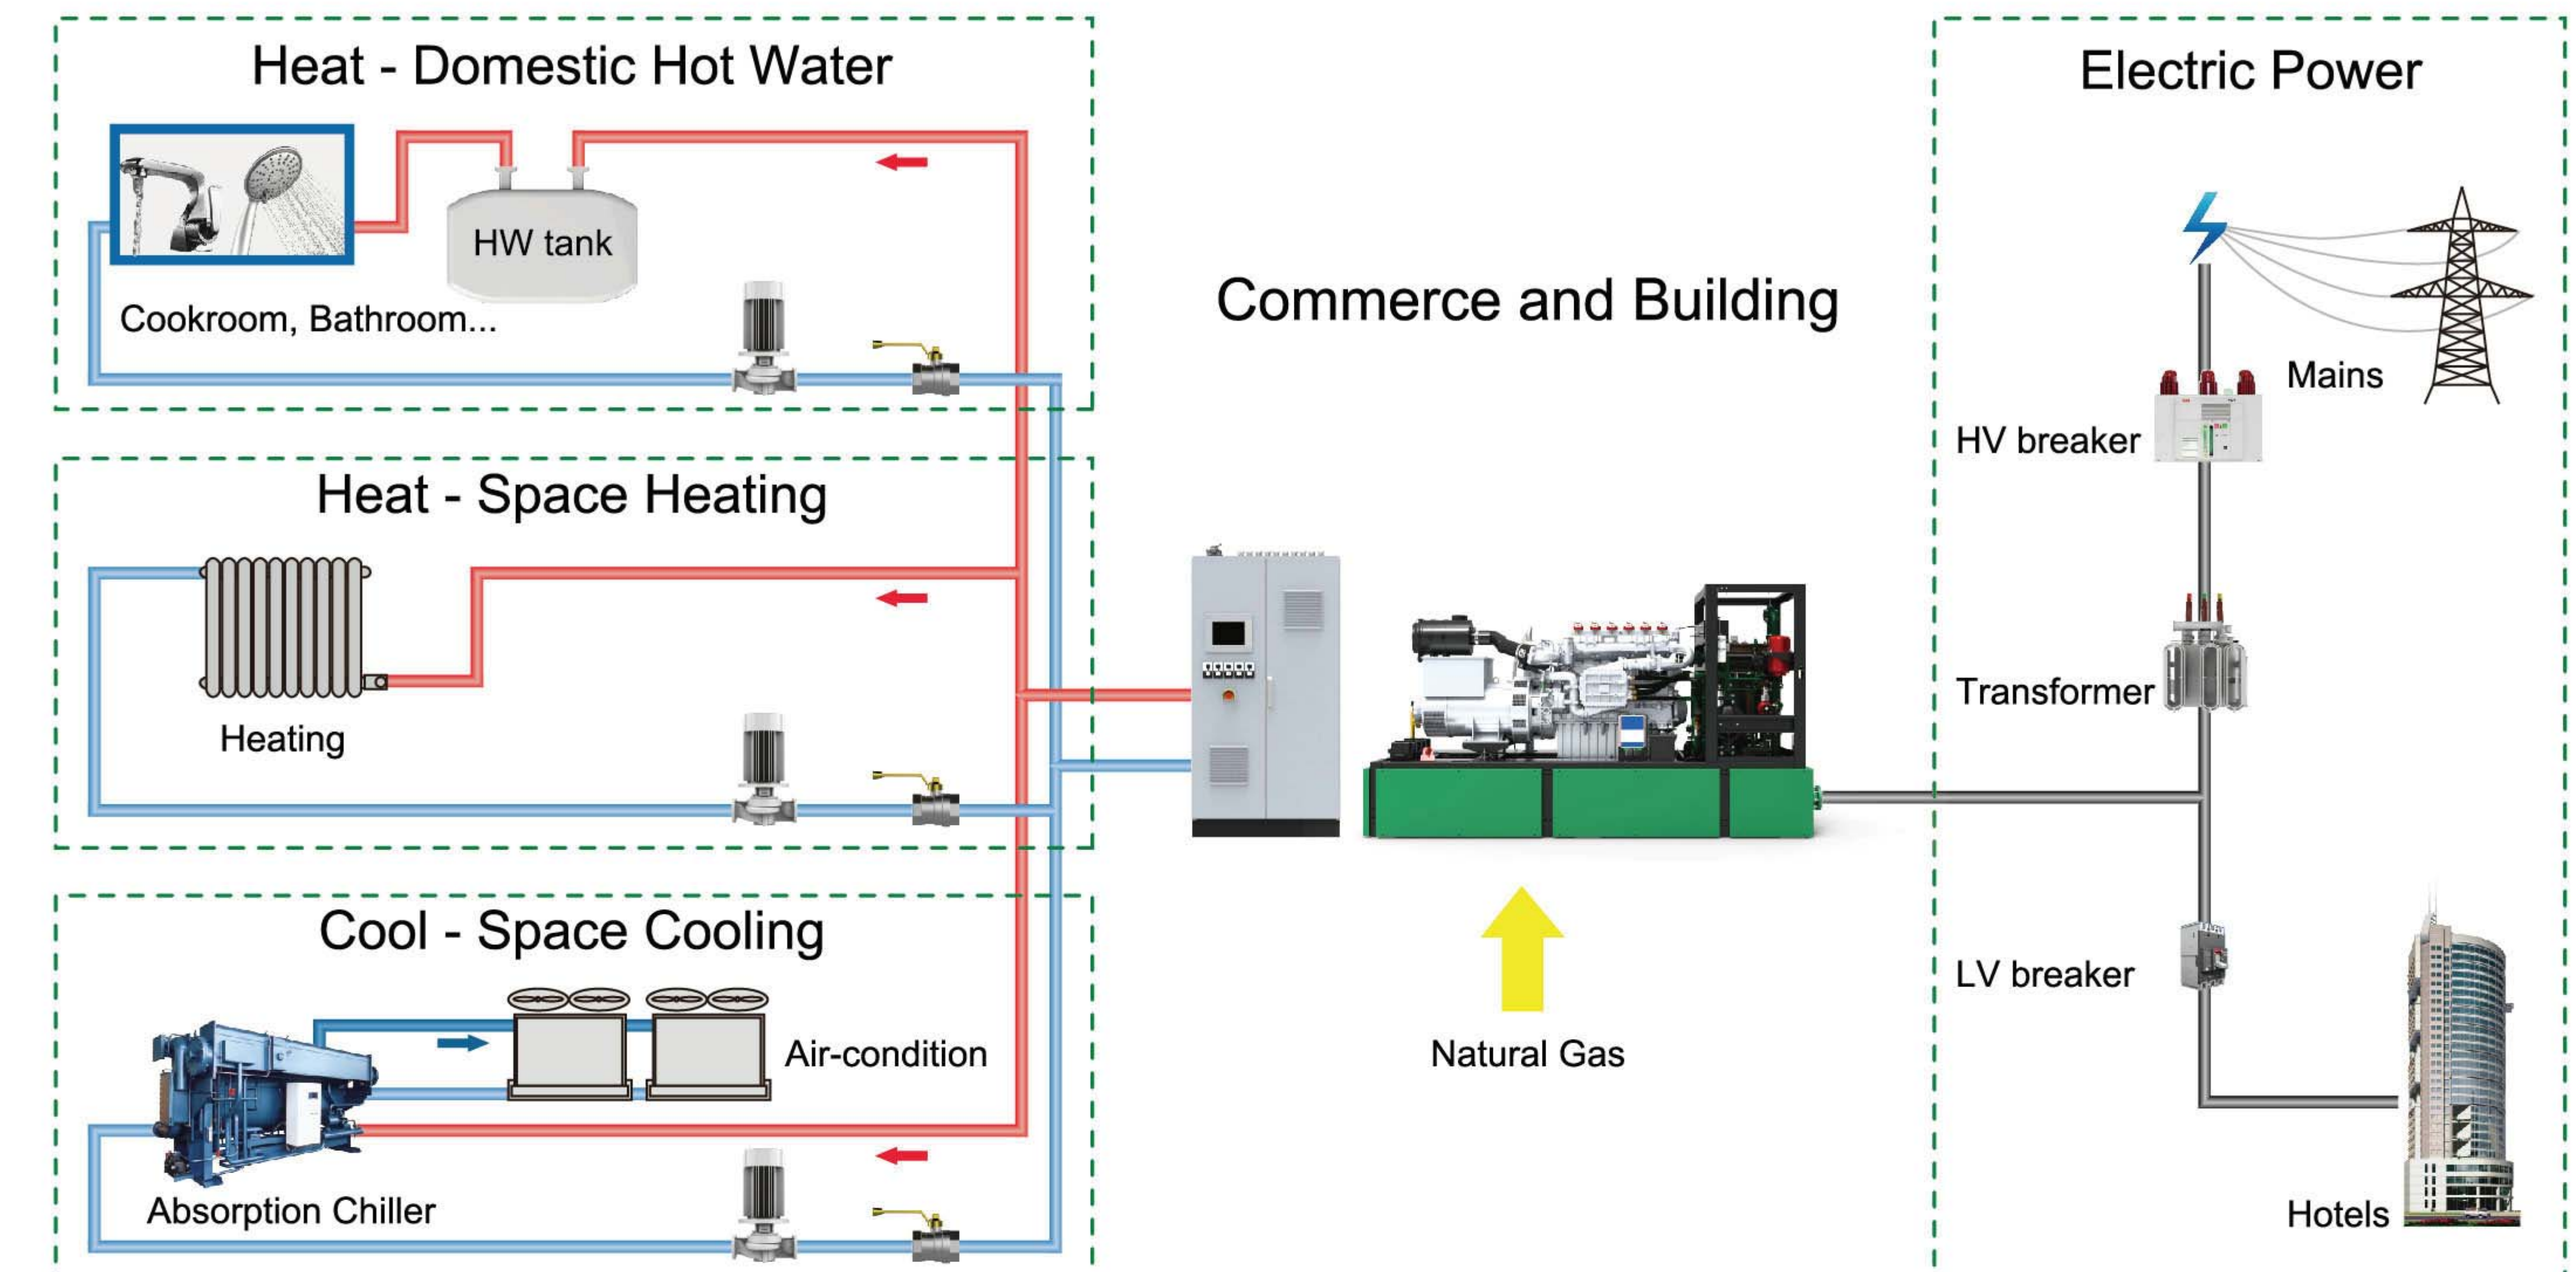 Heat - Domestic Hot Water
HW tank
Cookroom, Bathroom...
Heat - Space Heating
Heating
Cool - Space Cooling
Air-condition
Absorption Chiller
Commerce and Building
Natural Gas
Electric Power
Mains
HV breaker
Transformer
LV breaker
Hotels